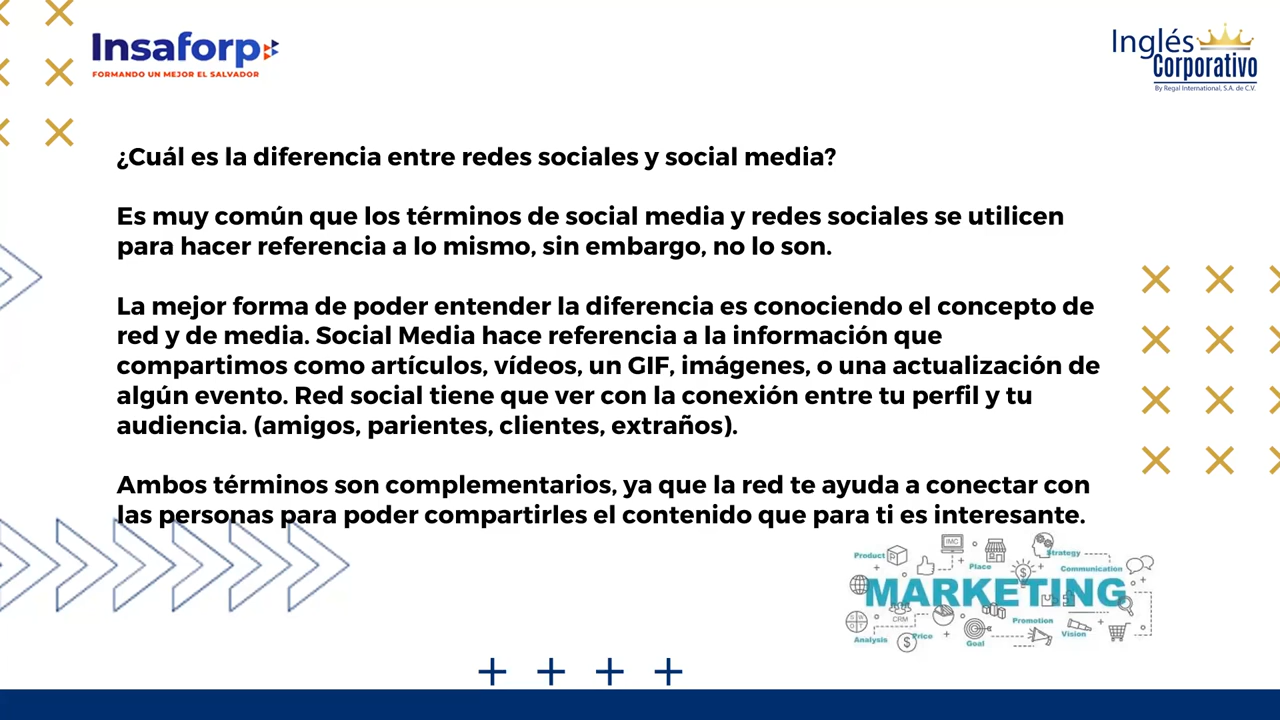 Insaforp
FORMANDO UN MEJOR EL SALVADOR
Inglés
Corporativo
By Regal International, S.A. de C.V.
¿Cuál es la diferencia entre redes sociales y social media?
Es muy común que los términos de social media y redes sociales se utilicen
para hacer referencia a lo mismo, sin embargo, no lo son.
La mejor forma de poder entender la diferencia es conociendo el concepto de
red y de media. Social Media hace referencia a la información que
compartimos como artículos, vídeos, un GIF, imágenes, o una actualización de
algún evento. Red social tiene que ver con la conexión entre tu perfil y tu
audiencia. (amigos, parientes, clientes, extraños).
Ambos términos son complementarios, ya que la red te ayuda a conectar con
las personas para poder compartirles el contenido que para ti es interesante.
Product
IMC
Place
Strategy
Communication
MARKETING
S W
O T
CRM
Analysis
Price
Goal
Promotion
Vision